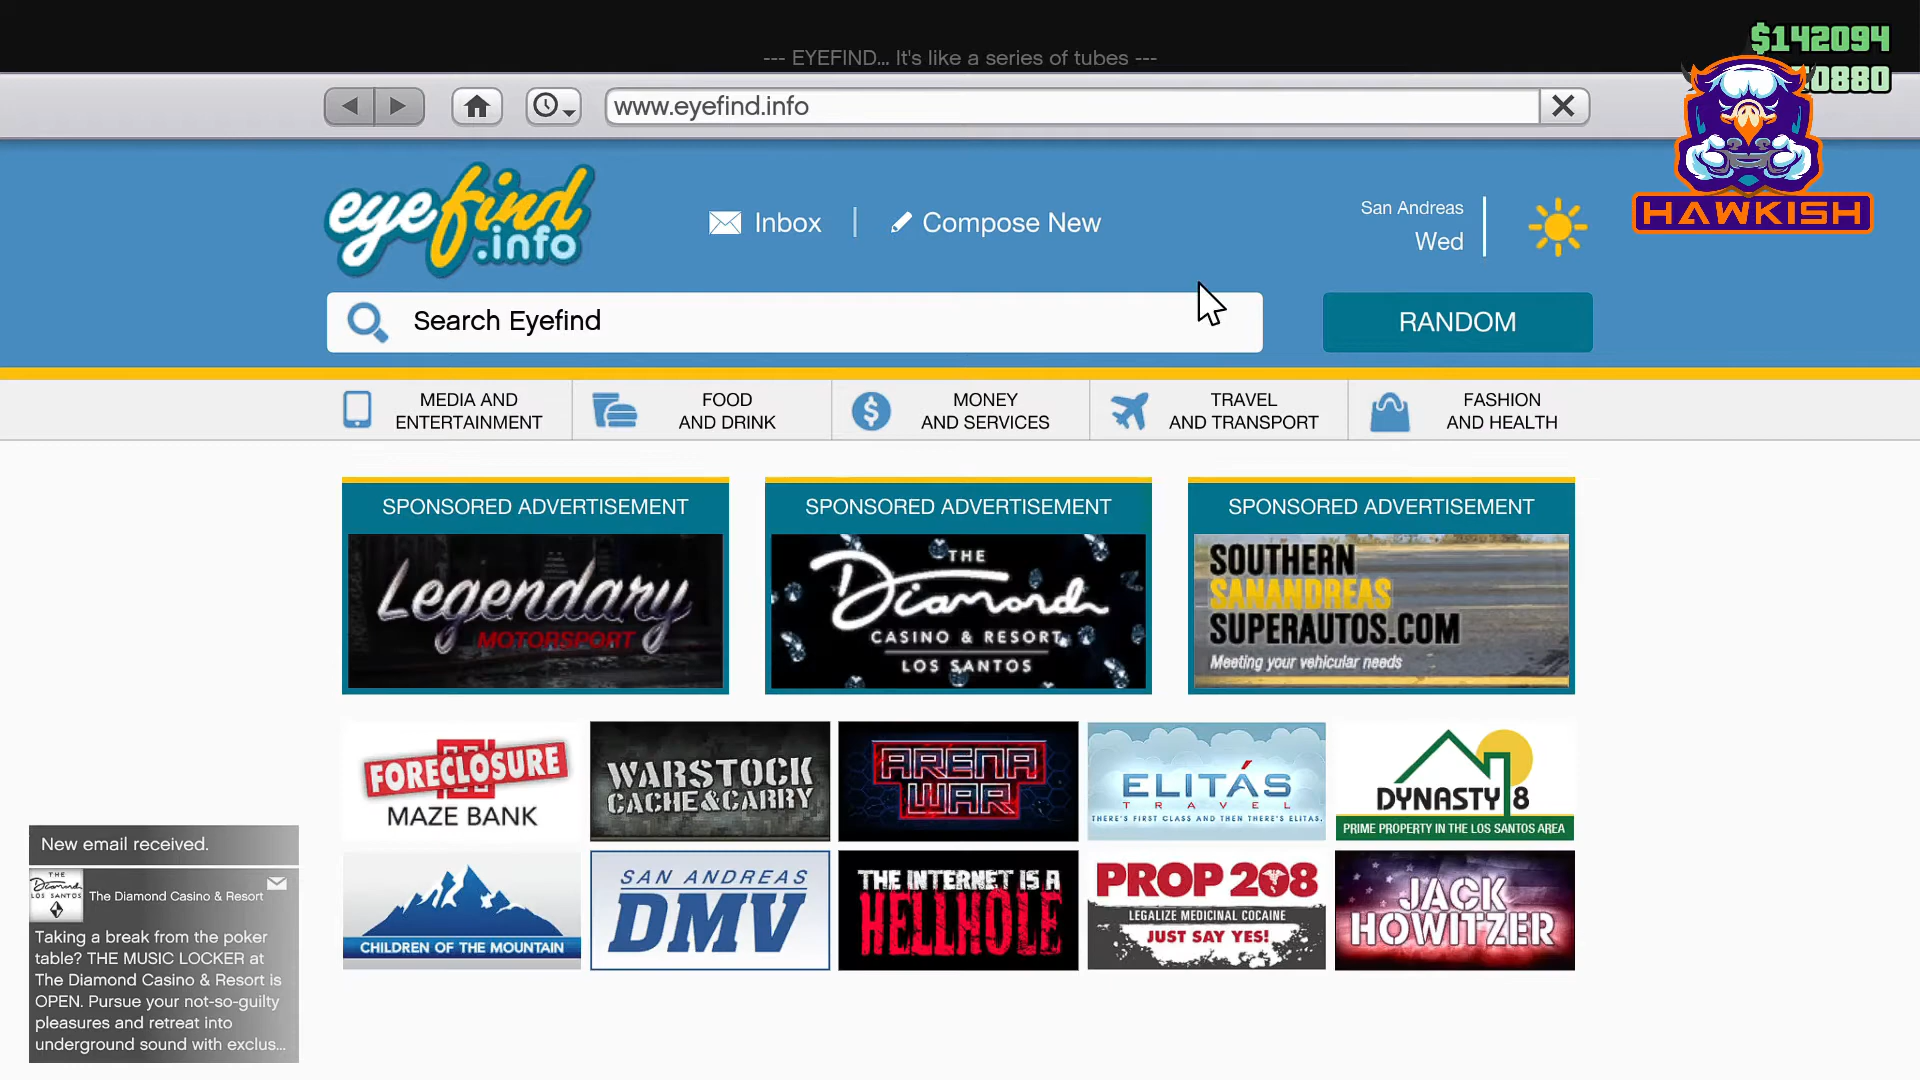 --- EYEFIND... It's like a series of tubes ---
$142094
0880
www.eyefind.info
HAWKISH
eyefind
.info
Inbox
Compose New
San Andreas
Wed
Search Eyefind
RANDOM
MEDIA AND
ENTERTAINMENT
FOOD
AND DRINK
MONEY
AND SERVICES
TRAVEL
AND TRANSPORT
FASHION
AND HEALTH
SPONSORED ADVERTISEMENT
Legendary
MOTORSPORT
SPONSORED ADVERTISEMENT
THE
Diamond
CASINO & RESORT
LOS SANTOS
SPONSORED ADVERTISEMENT
SOUTHERN
SANANDREAS
SUPERAUTOS.COM
Meeting your vehicular needs
FORECLOSURE
MAZE BANK
WARSTOCK
CACHE&CARRY
ARENA
WAR
ELITÁS
TRAVEL
THERE'S FIRST CLASS AND THEN THERE'S ELITAS.
DYNASTY 8
PRIME PROPERTY IN THE LOS SANTOS AREA
CHILDREN OF THE MOUNTAIN
SAN ANDREAS
DMV
THE INTERNET IS A
HELLHOLE
PROP 208
LEGALIZE MEDICINAL COCAINE
JUST SAY YES!
JACK
HOWITZER
New email received.
THE
Diamond
LOS SANTOS
The Diamond Casino & Resort
Taking a break from the poker
table? THE MUSIC LOCKER at
The Diamond Casino & Resort is
OPEN. Pursue your not-so-guilty
pleasures and retreat into
underground sound with exclus...